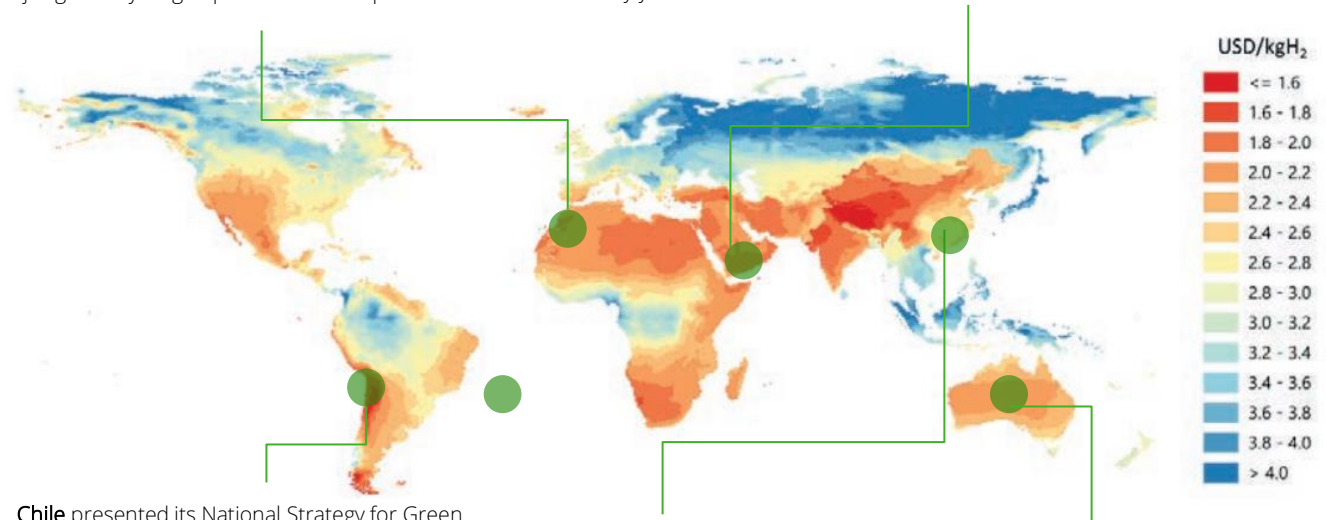 USD/kgH₂
<= 1.6
1.6 - 1.8
1.8 - 2.0
2.0 - 2.2
2.2 - 2.4
2.4 - 2.6
2.6 - 2.8
2.8 - 3.0
3.0 - 3.2
3.2 - 3.4
3.4 - 3.6
3.6 - 3.8
3.8 - 4.0
> 4.0
Chile presented its National Strategy for Green